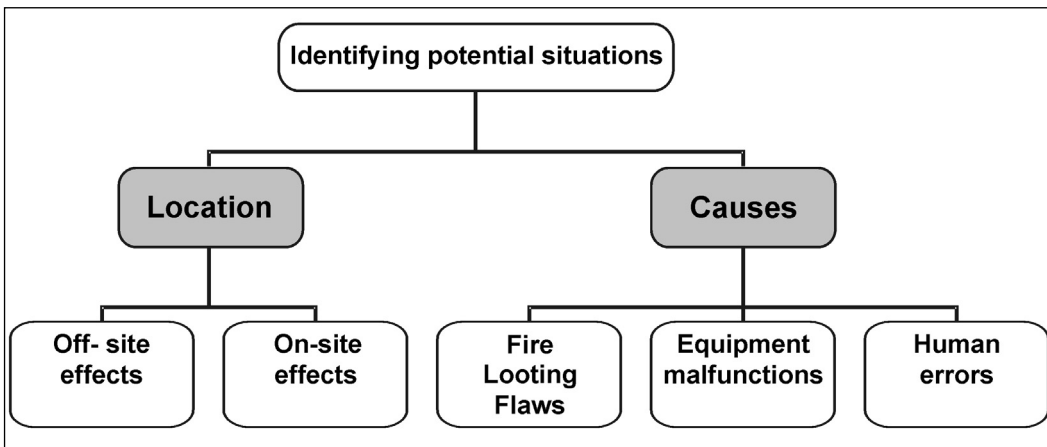 Identifying potential situations
Location
Causes
Off- site
effects
On-site
effects
Fire
Looting
Flaws
Equipment
malfunctions
Human
errors